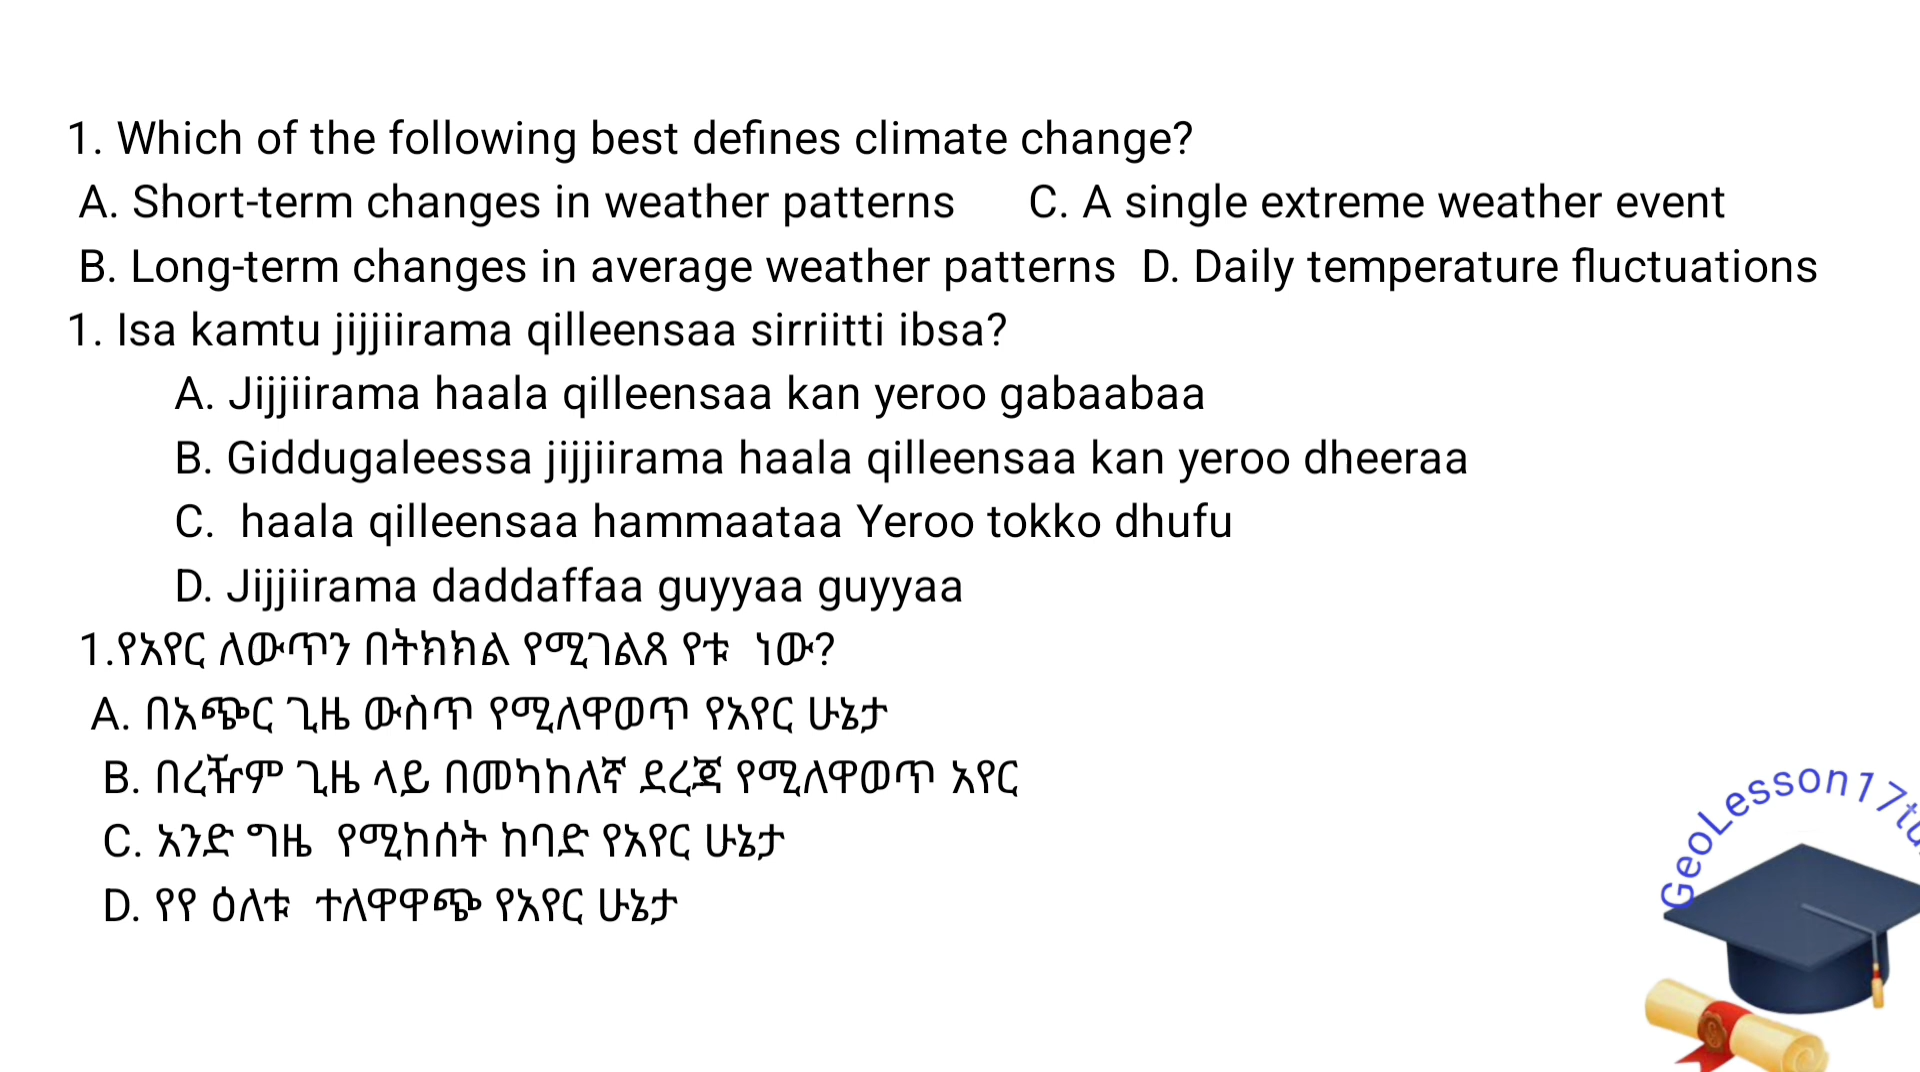 1. Which of the following best defines climate change?
A. Short-term changes in weather patterns C. A single extreme weather event
B. Long-term changes in average weather patterns D. Daily temperature fluctuations
1. Isa kamtu jijjiirama qilleensaa sirriitti ibsa?
A. Jijjiirama haala qilleensaa kan yeroo gabaabaa
B. Giddugaleessa jijjiirama haala qilleensaa kan yeroo dheeraa
C. haala qilleensaa hammaataa Yeroo tokko dhufu
D. Jijjiirama daddaffaa guyyaa guyyaa
1.የአየር ለውጥን በትክክል የሚገልጸ የቱ ነው?
A. በአጭር ጊዜ ውስጥ የሚለዋወጥ የአየር ሁኔታ
B. በረዥም ጊዜ ላይ በመካከለኛ ደረጃ የሚለዋወጥ አየር
C. አንድ ግዜ የሚከሰት ከባድ የአየር ሁኔታ
D. የየ ዕለቱ ተለዋዋጭ የአየር ሁኔታ